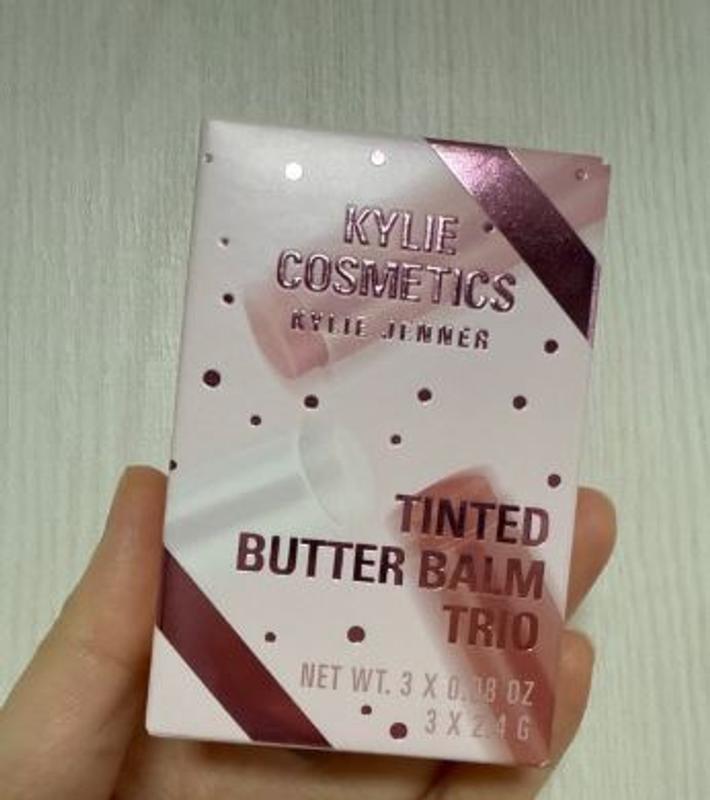 KYLIE
COSMETICS
KYLIE JENNER
TINTED
BUTTER BALM
TRIO
NET WT. 3 X 0.08 OZ
3 X 2.4 G